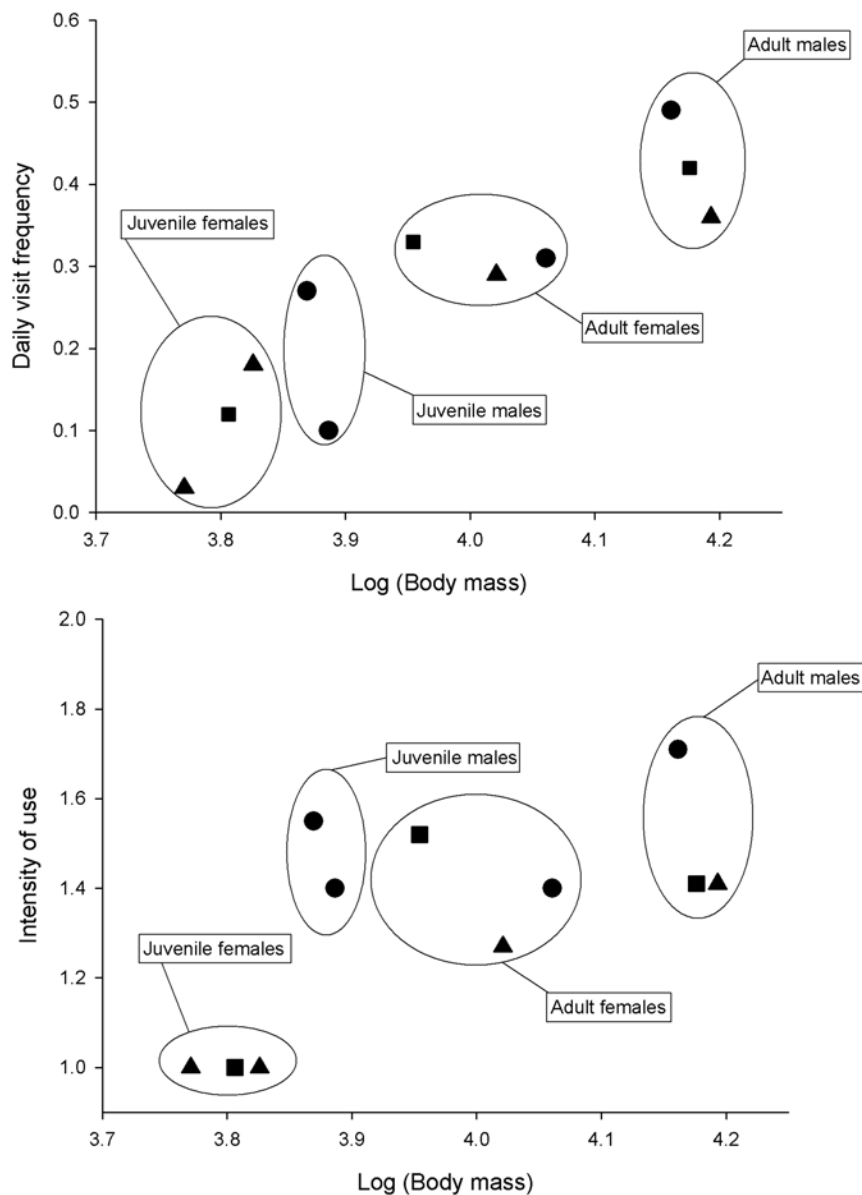 Adult males
0.6
0.5
0.4
0.3
0.2
0.1
0.0
Daily visit frequency
Juvenile females
Adult females
Juvenile males
3.7 3.8 3.9 4.0 4.1 4.2
Log (Body mass)
2.0
1.8
1.6
1.4
1.2
1.0
Intensity of use
Adult males
Juvenile males
Juvenile females
Adult females
3.7 3.8 3.9 4.0 4.1 4.2
Log (Body mass)